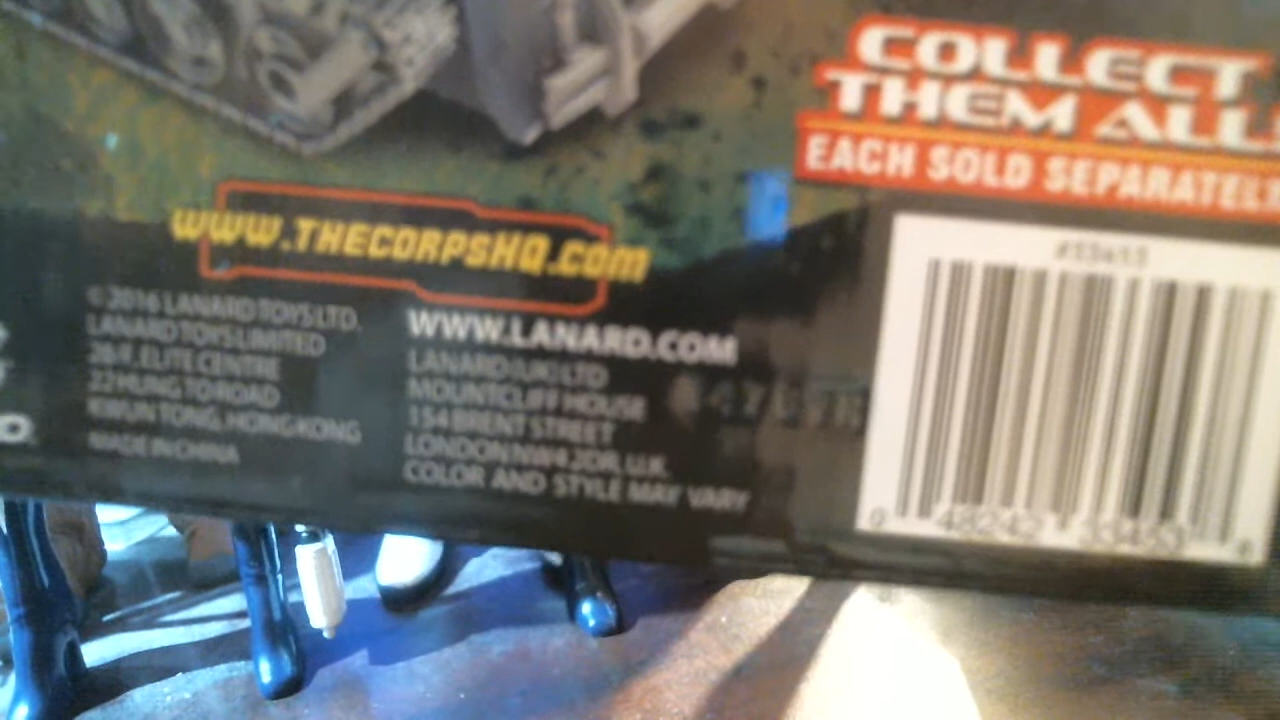 COLLECT
THEM ALL!
EACH SOLD SEPARATELY
WWW.THECORPSHQ.COM
©2016 LANARD TOYS LTD.
LANARD TOYS LIMITED
26/F, ELITE CENTRE
22 HUNG TO ROAD
KWUN TONG, HONG KONG
MADE IN CHINA
WWW.LANARD.COM
LANARD (UK) LTD
MOUNTCLIFF HOUSE
154 BRENT STREET
LONDON NW4 2DR, U.K.
COLOR AND STYLE MAY VARY